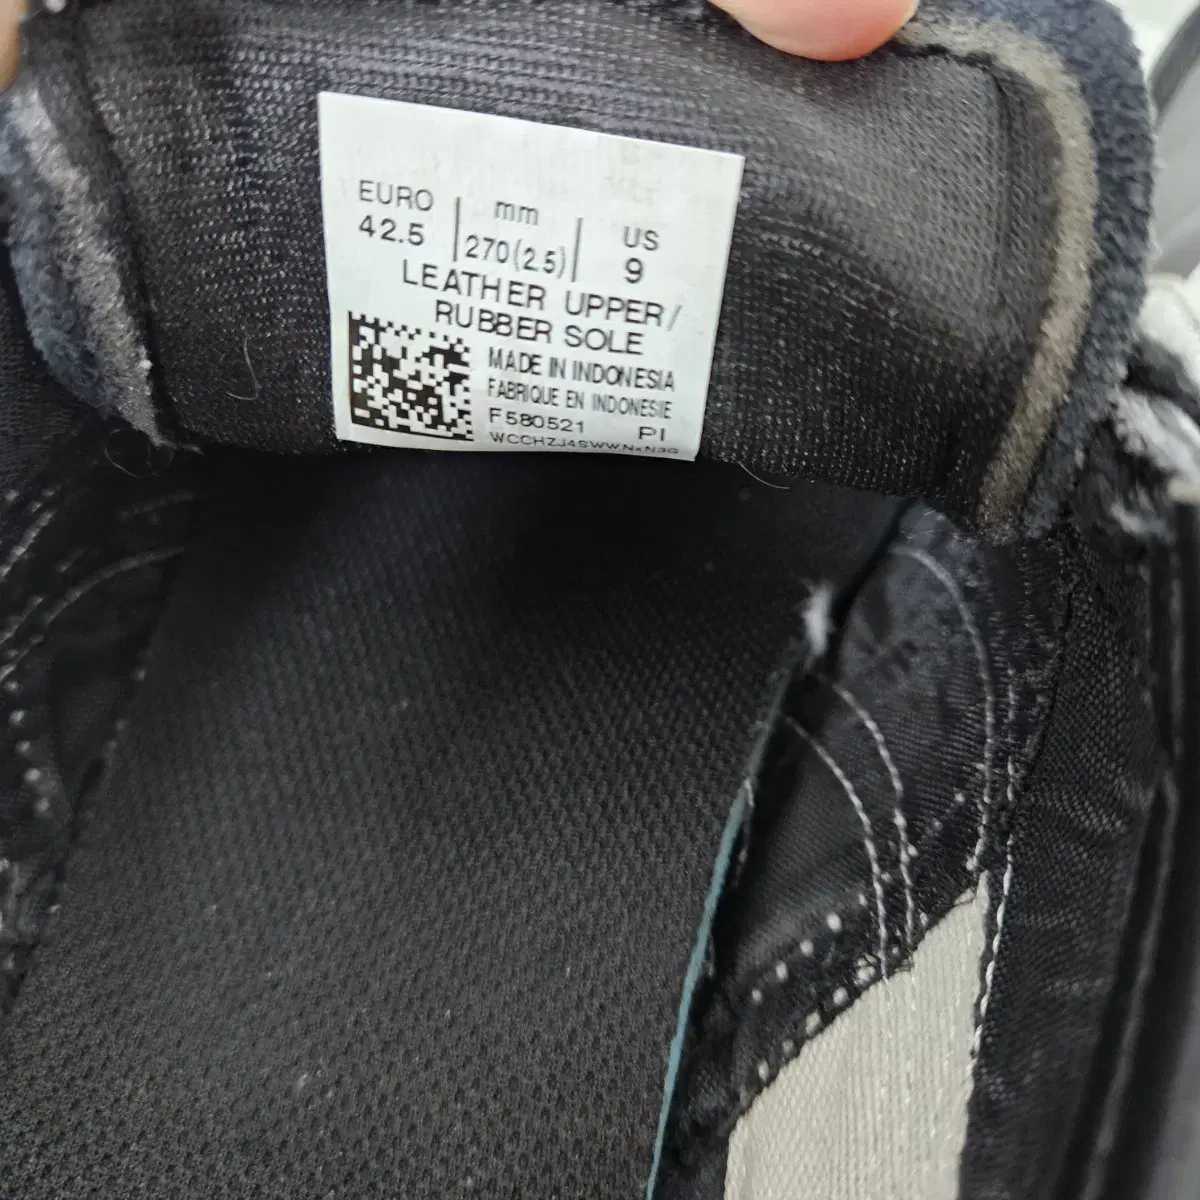 EURO mm US
42.5 270(2.5) 9
LEATHER UPPER/
RUBBER SOLE
MADE IN INDONESIA
FABRIQUE EN INDONESIE
F580521 PI
WCCHZJ4SWWNxN3G